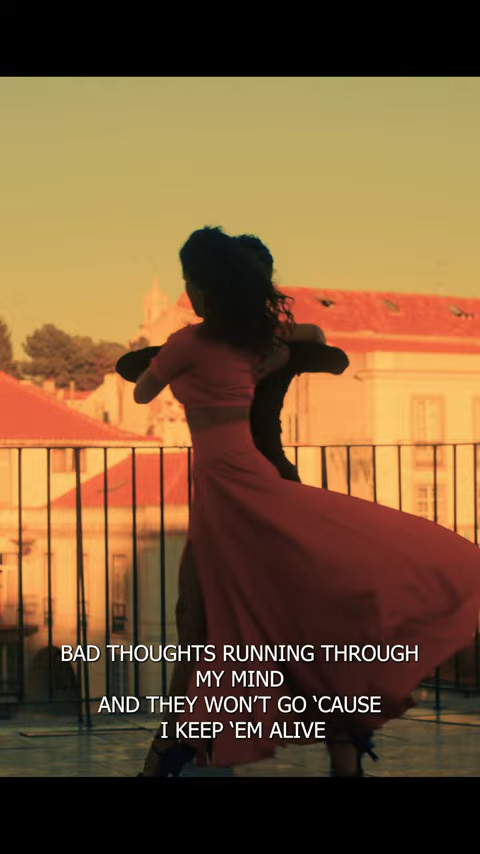 BAD THOUGHTS RUNNING THROUGH
MY MIND
AND THEY WON’T GO ‘CAUSE
I KEEP ‘EM ALIVE